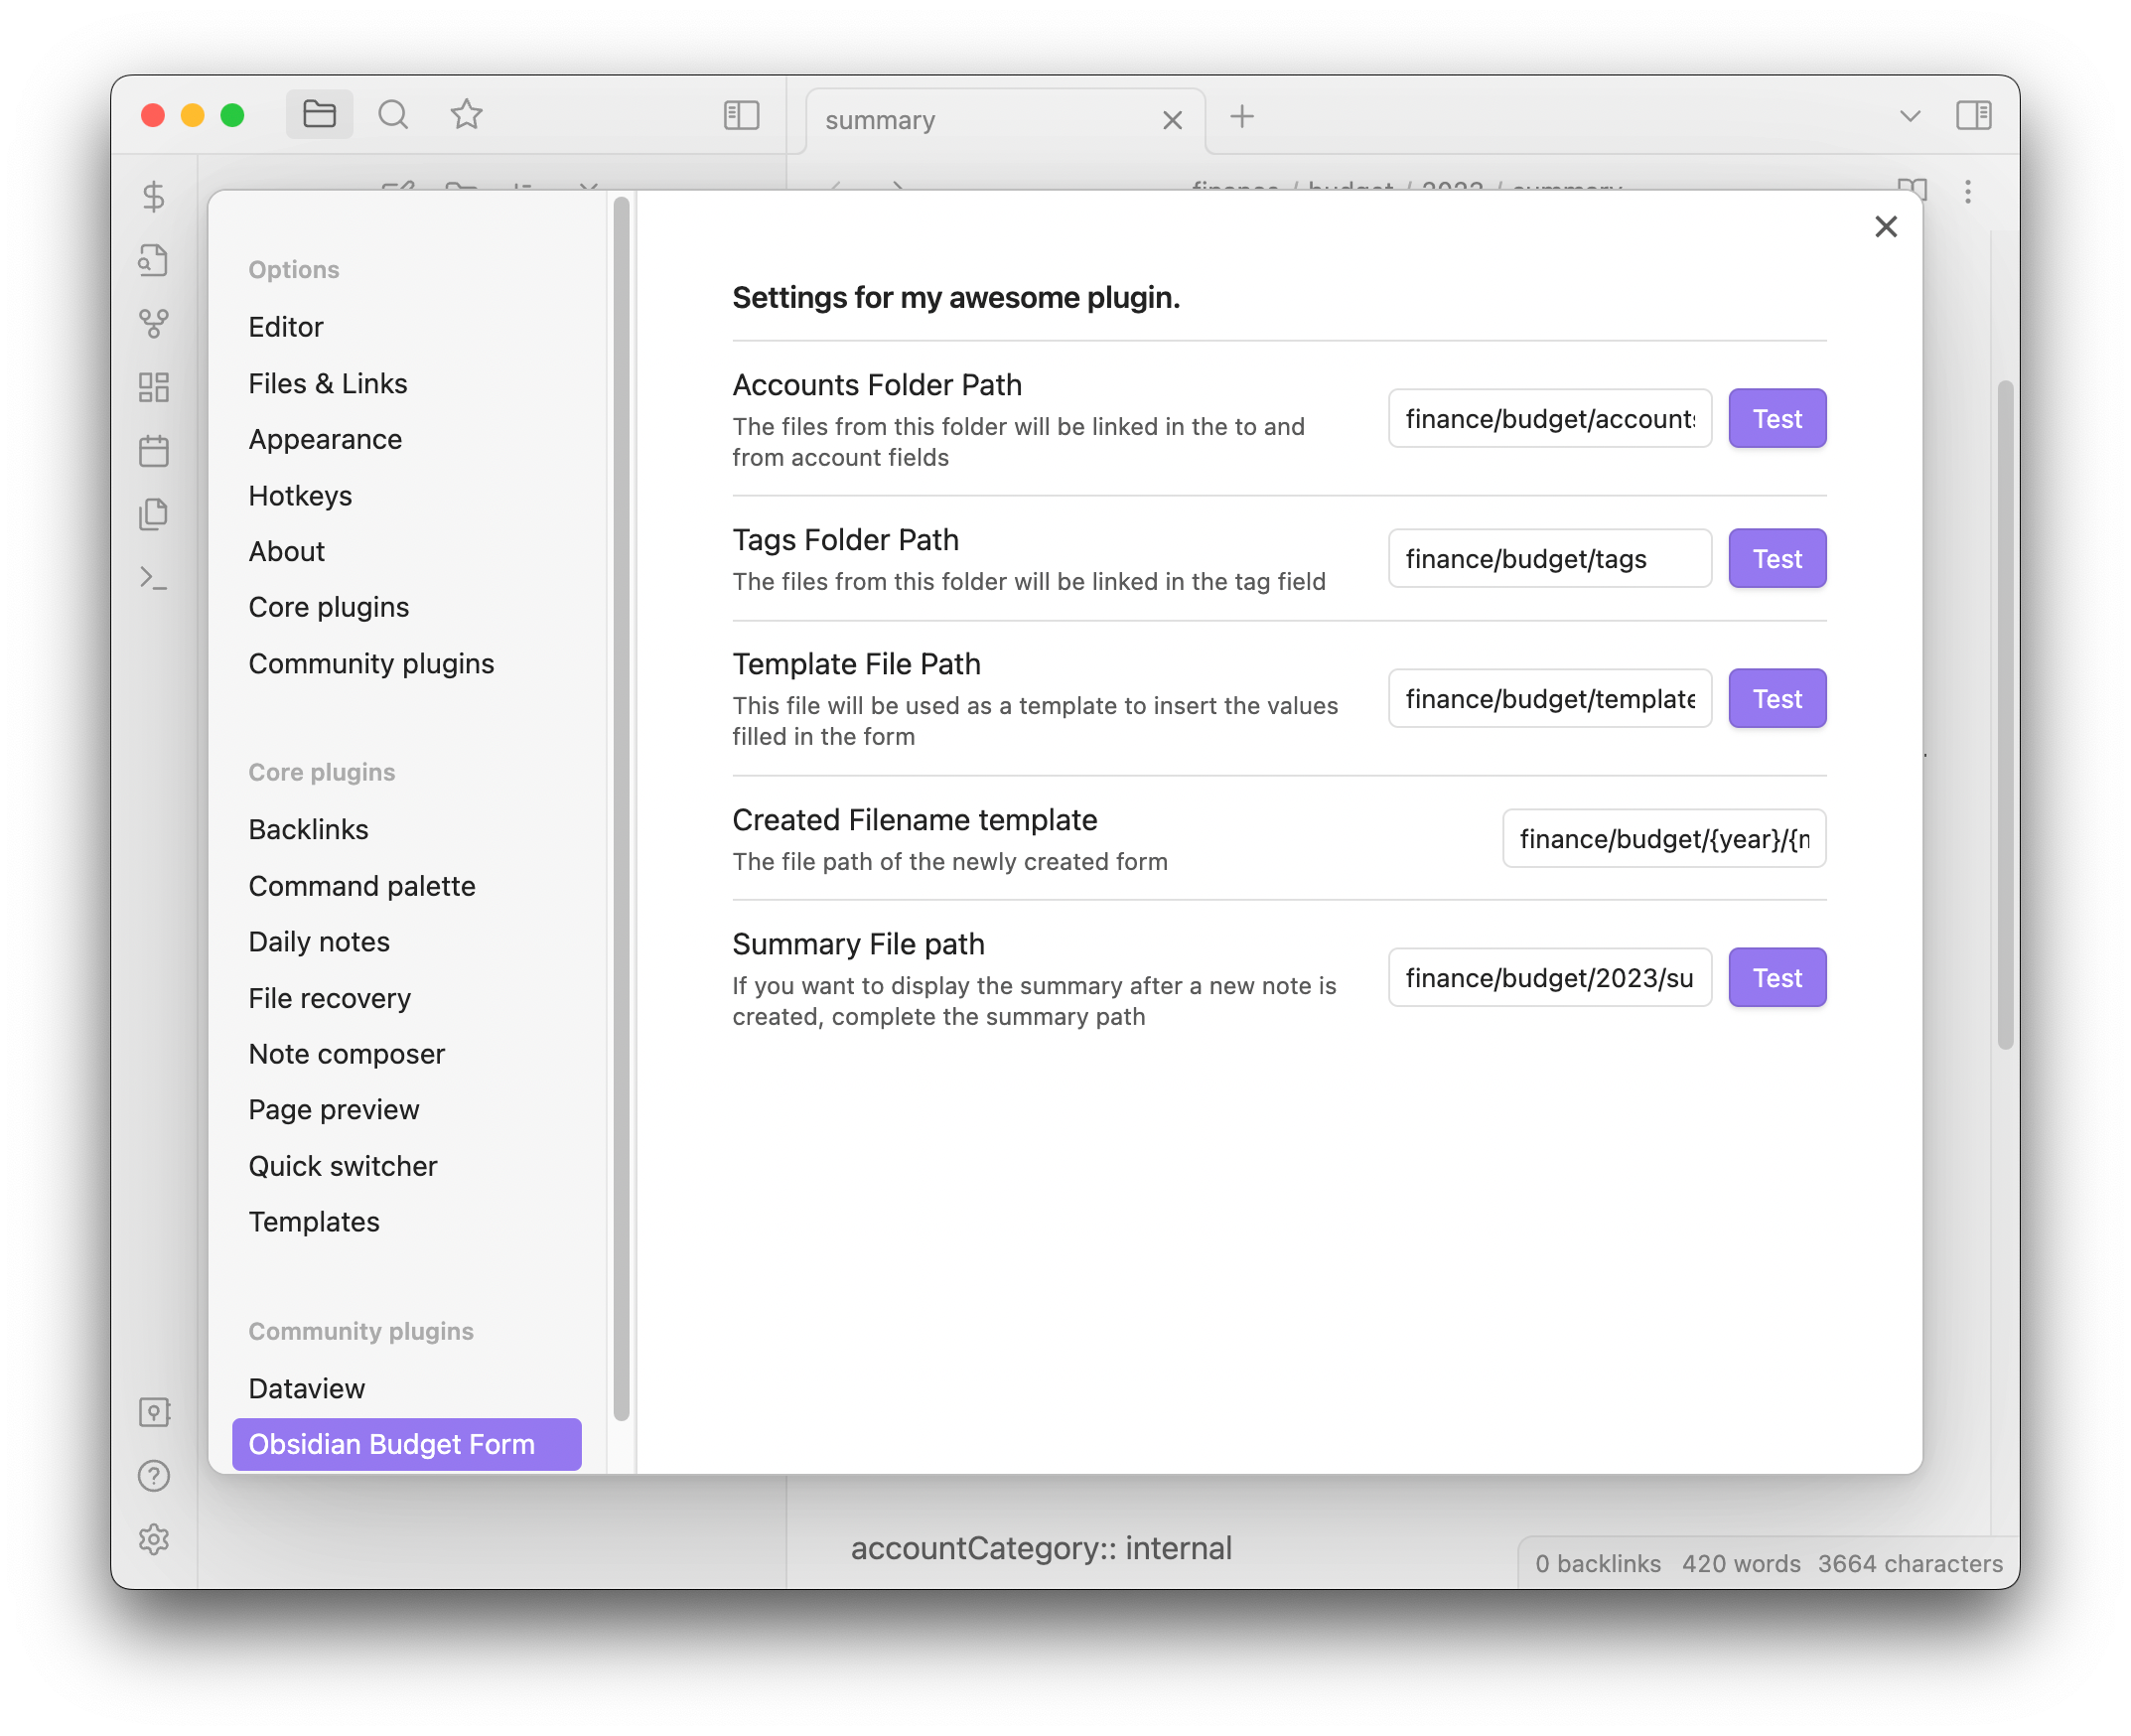 summary
finance / budget / 2023 / summary
Options
Editor
Files & Links
Appearance
Hotkeys
About
Core plugins
Community plugins
Core plugins
Backlinks
Command palette
Daily notes
File recovery
Note composer
Page preview
Quick switcher
Templates
Community plugins
Dataview
Obsidian Budget Form
Settings for my awesome plugin.
Accounts Folder Path
The files from this folder will be linked in the to and
from account fields
finance/budget/accounts
Test
Tags Folder Path
The files from this folder will be linked in the tag field
finance/budget/tags
Test
Template File Path
This file will be used as a template to insert the values
filled in the form
finance/budget/template
Test
Created Filename template
The file path of the newly created form
finance/budget/{year}/{
Summary File path
If you want to display the summary after a new note is
created, complete the summary path
finance/budget/2023/su
Test
accountCategory:: internal
0 backlinks 420 words 3664 characters